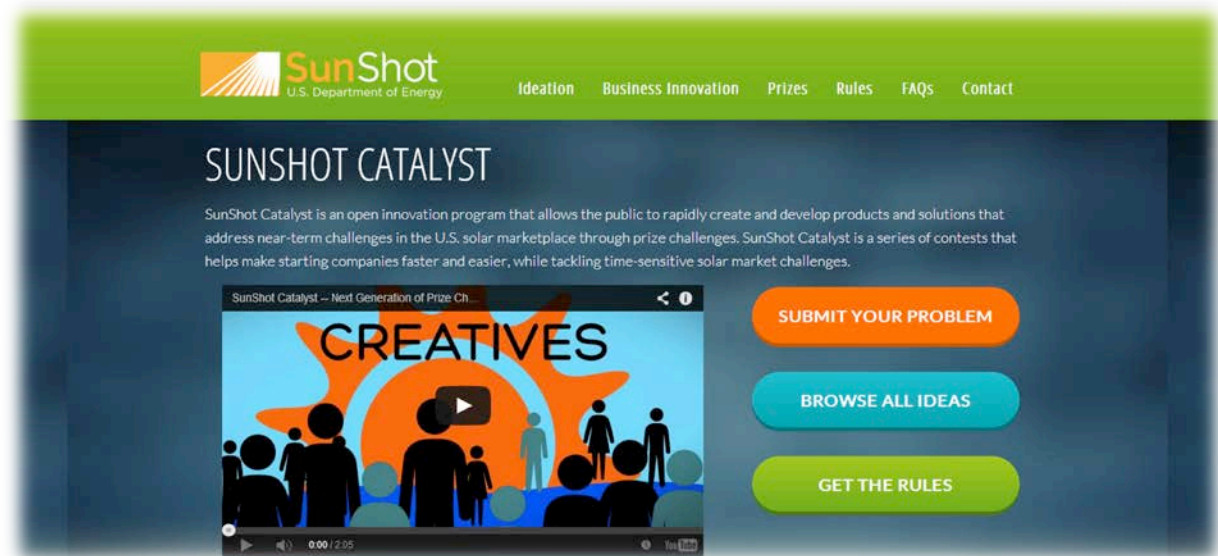 SunShot
U.S. Department of Energy
Ideation Business Innovation Prizes Rules FAQs Contact
SUNSHOT CATALYST
SunShot Catalyst is an open innovation program that allows the public to rapidly create and develop products and solutions that
address near-term challenges in the U.S. solar marketplace through prize challenges. SunShot Catalyst is a series of contests that
helps make starting companies faster and easier, while tackling time-sensitive solar market challenges.
SunShot Catalyst -- Next Generation of Prize Ch...
CREATIVES
SUBMIT YOUR PROBLEM
BROWSE ALL IDEAS
GET THE RULES
0:00 / 2:05
YouTube